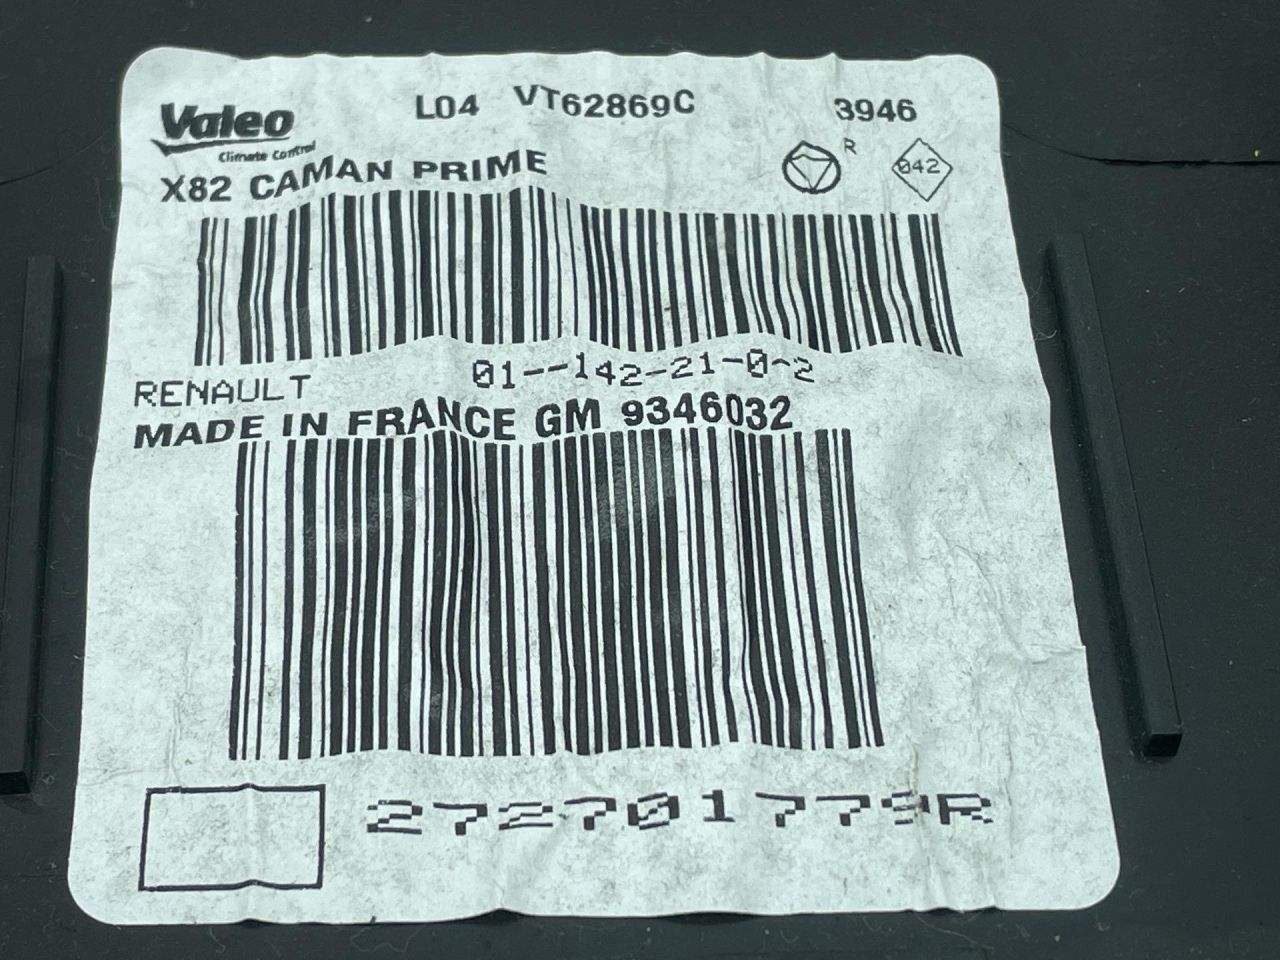 Valeo L04 VT62869C 3946
Climate Control R
X82 CAMAN PRIME 042
RENAULT 01--142-21-0-2
MADE IN FRANCE GM 9346032
272701779R